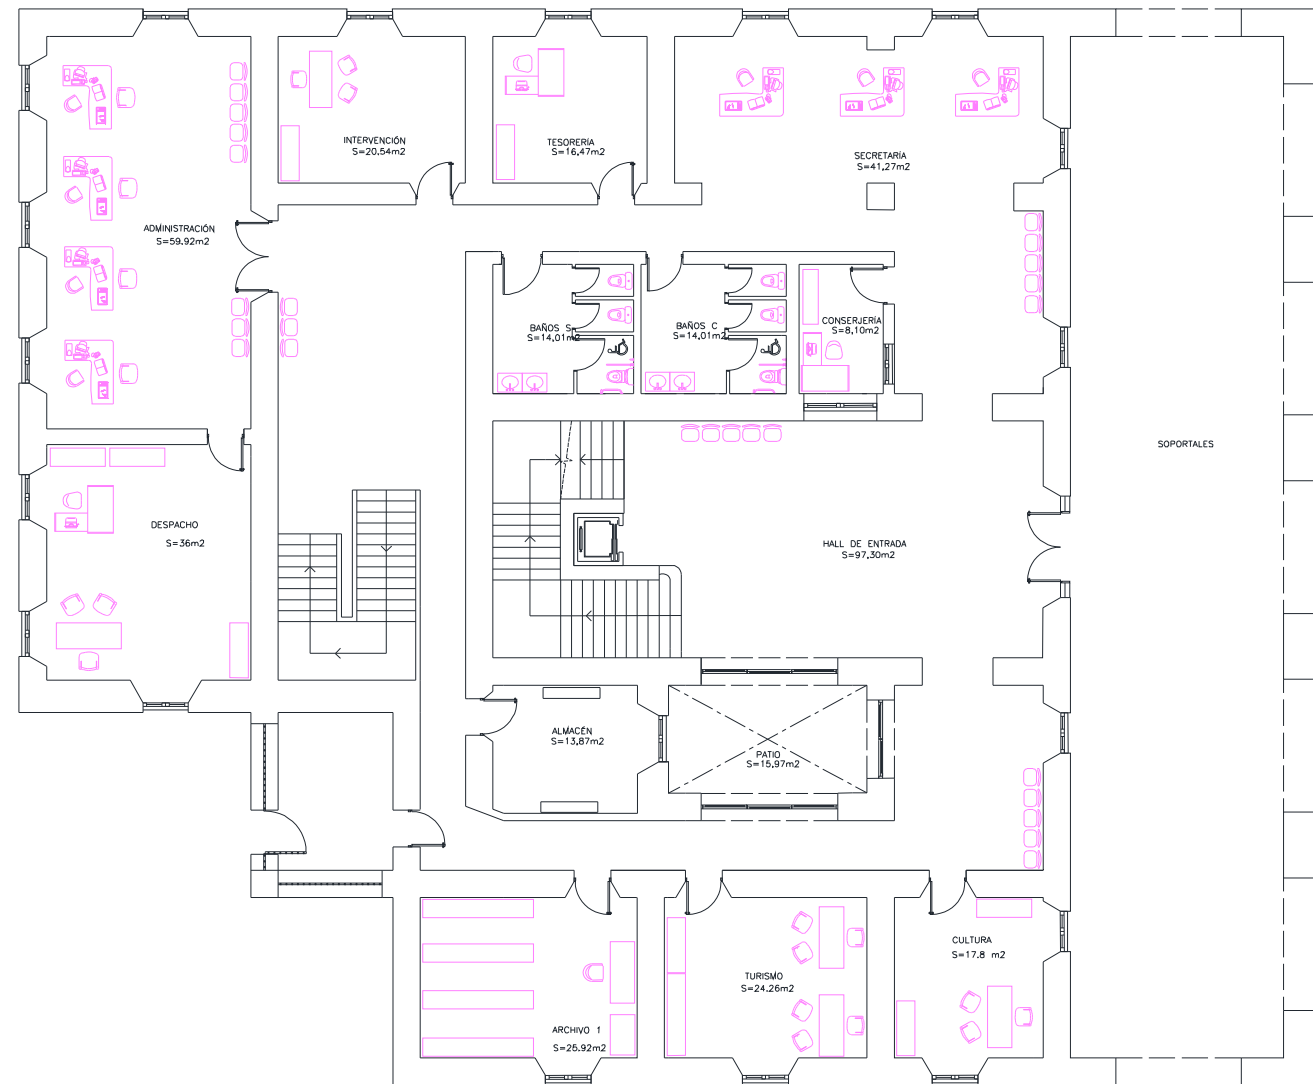 INTERVENCIÓN
S=20.54m2
TESORERÍA
S=16,47m2
SECRETARÍA
S=41,27m2
ADMINISTRACIÓN
S=59.92m2
BAÑOS S
S=14,01m2
BAÑOS C
S=14,01m2
CONSERJERÍA
S=8,10m2
SOPORTALES
DESPACHO
S=36m2
HALL DE ENTRADA
S=97,30m2
ALMACÉN
S=13,87m2
PATIO
S=15,97m2
CULTURA
S=17.8 m2
TURISMO
S=24.26m2
ARCHIVO 1
S=25.92m2